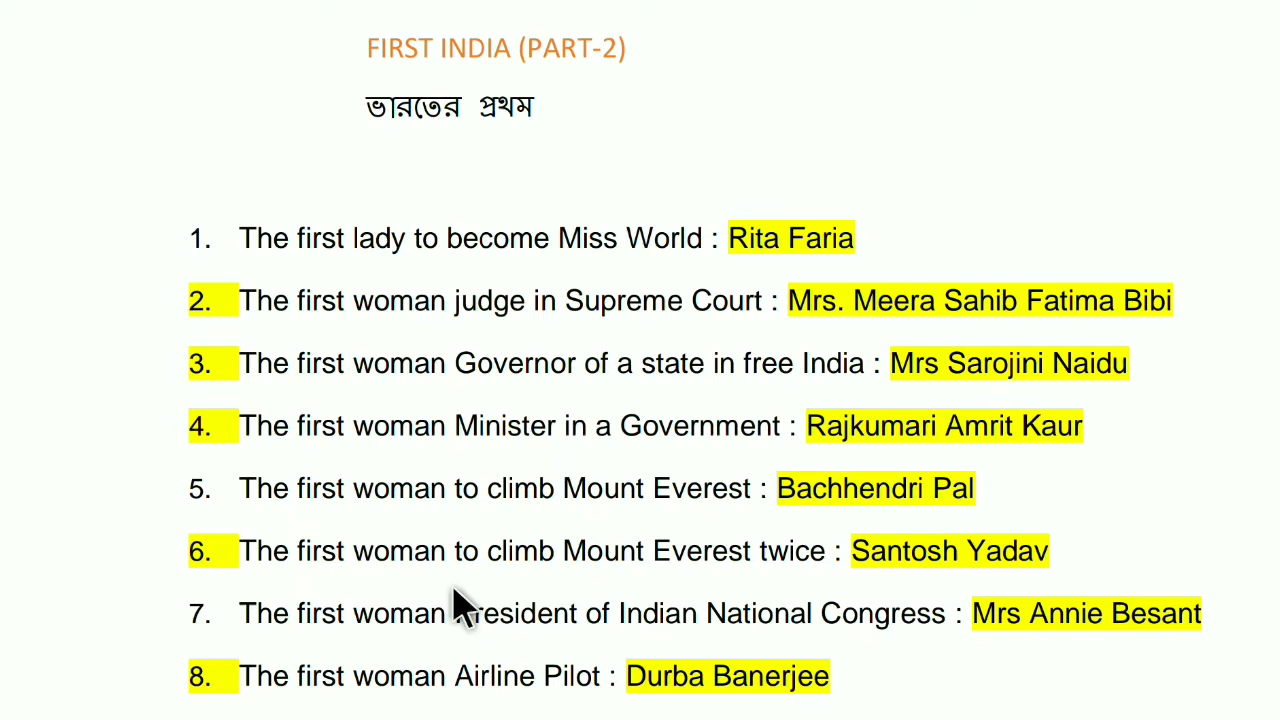 FIRST INDIA (PART-2)
ভারতের প্রথম
1. The first lady to become Miss World : Rita Faria
2. The first woman judge in Supreme Court : Mrs. Meera Sahib Fatima Bibi
3. The first woman Governor of a state in free India : Mrs Sarojini Naidu
4. The first woman Minister in a Government : Rajkumari Amrit Kaur
5. The first woman to climb Mount Everest : Bachhendri Pal
6. The first woman to climb Mount Everest twice : Santosh Yadav
7. The first woman President of Indian National Congress : Mrs Annie Besant
8. The first woman Airline Pilot : Durba Banerjee